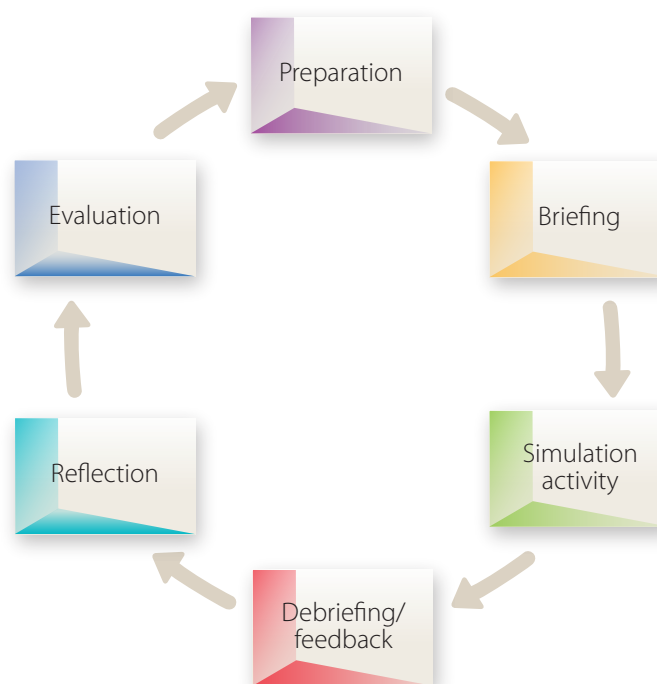 Preparation
Briefing
Simulation
activity
Debriefing/
feedback
Reflection
Evaluation